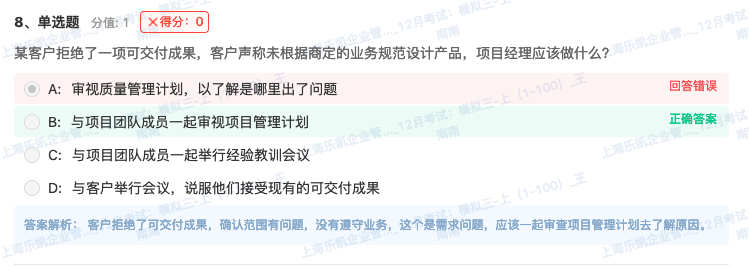 8、单选题 分值: 1 ✕得分: 0
某客户拒绝了一项可交付成果，客户声称未根据商定的业务规范设计产品，项目经理应该做什么？
A: 审视质量管理计划，以了解是哪里出了问题 回答错误
B: 与项目团队成员一起审视项目管理计划 正确答案
C: 与项目团队成员一起举行经验教训会议
D: 与客户举行会议，说服他们接受现有的可交付成果
答案解析: 客户拒绝了可交付成果，确认范围有问题，没有遵守业务，这个是需求问题，应该一起审查项目管理计划去了解原因。
上海乐凯企业管..._12月考试: 模拟三-上（1-100）_王南南